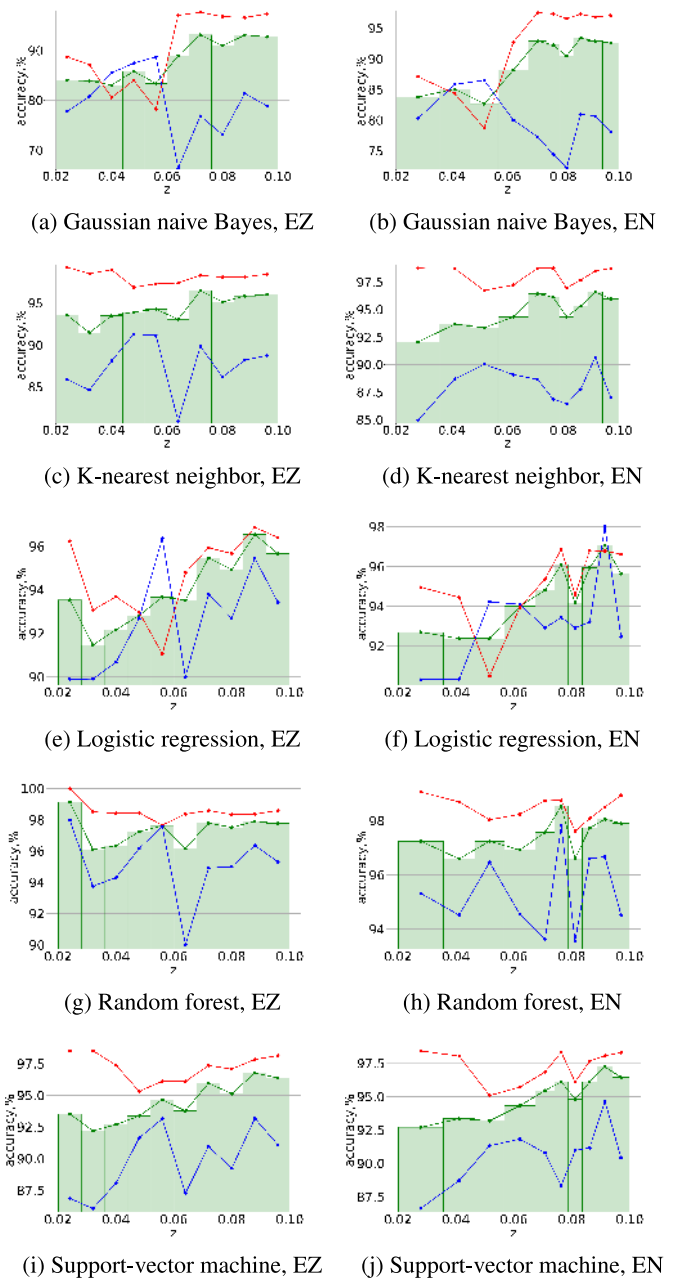 accuracy,%
90
80
70
0.02 0.04 0.06 0.08 0.10
z
accuracy,%
95
90
85
80
75
0.02 0.04 0.06 0.08 0.10
z
(a) Gaussian naive Bayes, EZ
(b) Gaussian naive Bayes, EN
accuracy,%
95
90
85
0.02 0.04 0.06 0.08 0.10
z
accuracy,%
97.5
95.0
92.5
90.0
87.5
85.0
0.02 0.04 0.06 0.08 0.10
z
(c) K-nearest neighbor, EZ
(d) K-nearest neighbor, EN
accuracy,%
96
94
92
90
0.02 0.04 0.06 0.08 0.10
z
accuracy,%
98
96
94
92
0.02 0.04 0.06 0.08 0.10
z
(e) Logistic regression, EZ
(f) Logistic regression, EN
accuracy,%
100
98
96
94
92
90
0.02 0.04 0.06 0.08 0.10
z
accuracy,%
98
96
94
0.02 0.04 0.06 0.08 0.10
z
(g) Random forest, EZ
(h) Random forest, EN
accuracy,%
97.5
95.0
92.5
90.0
87.5
0.02 0.04 0.06 0.08 0.10
z
accuracy,%
97.5
95.0
92.5
90.0
87.5
0.02 0.04 0.06 0.08 0.10
z
(i) Support-vector machine, EZ
(j) Support-vector machine, EN